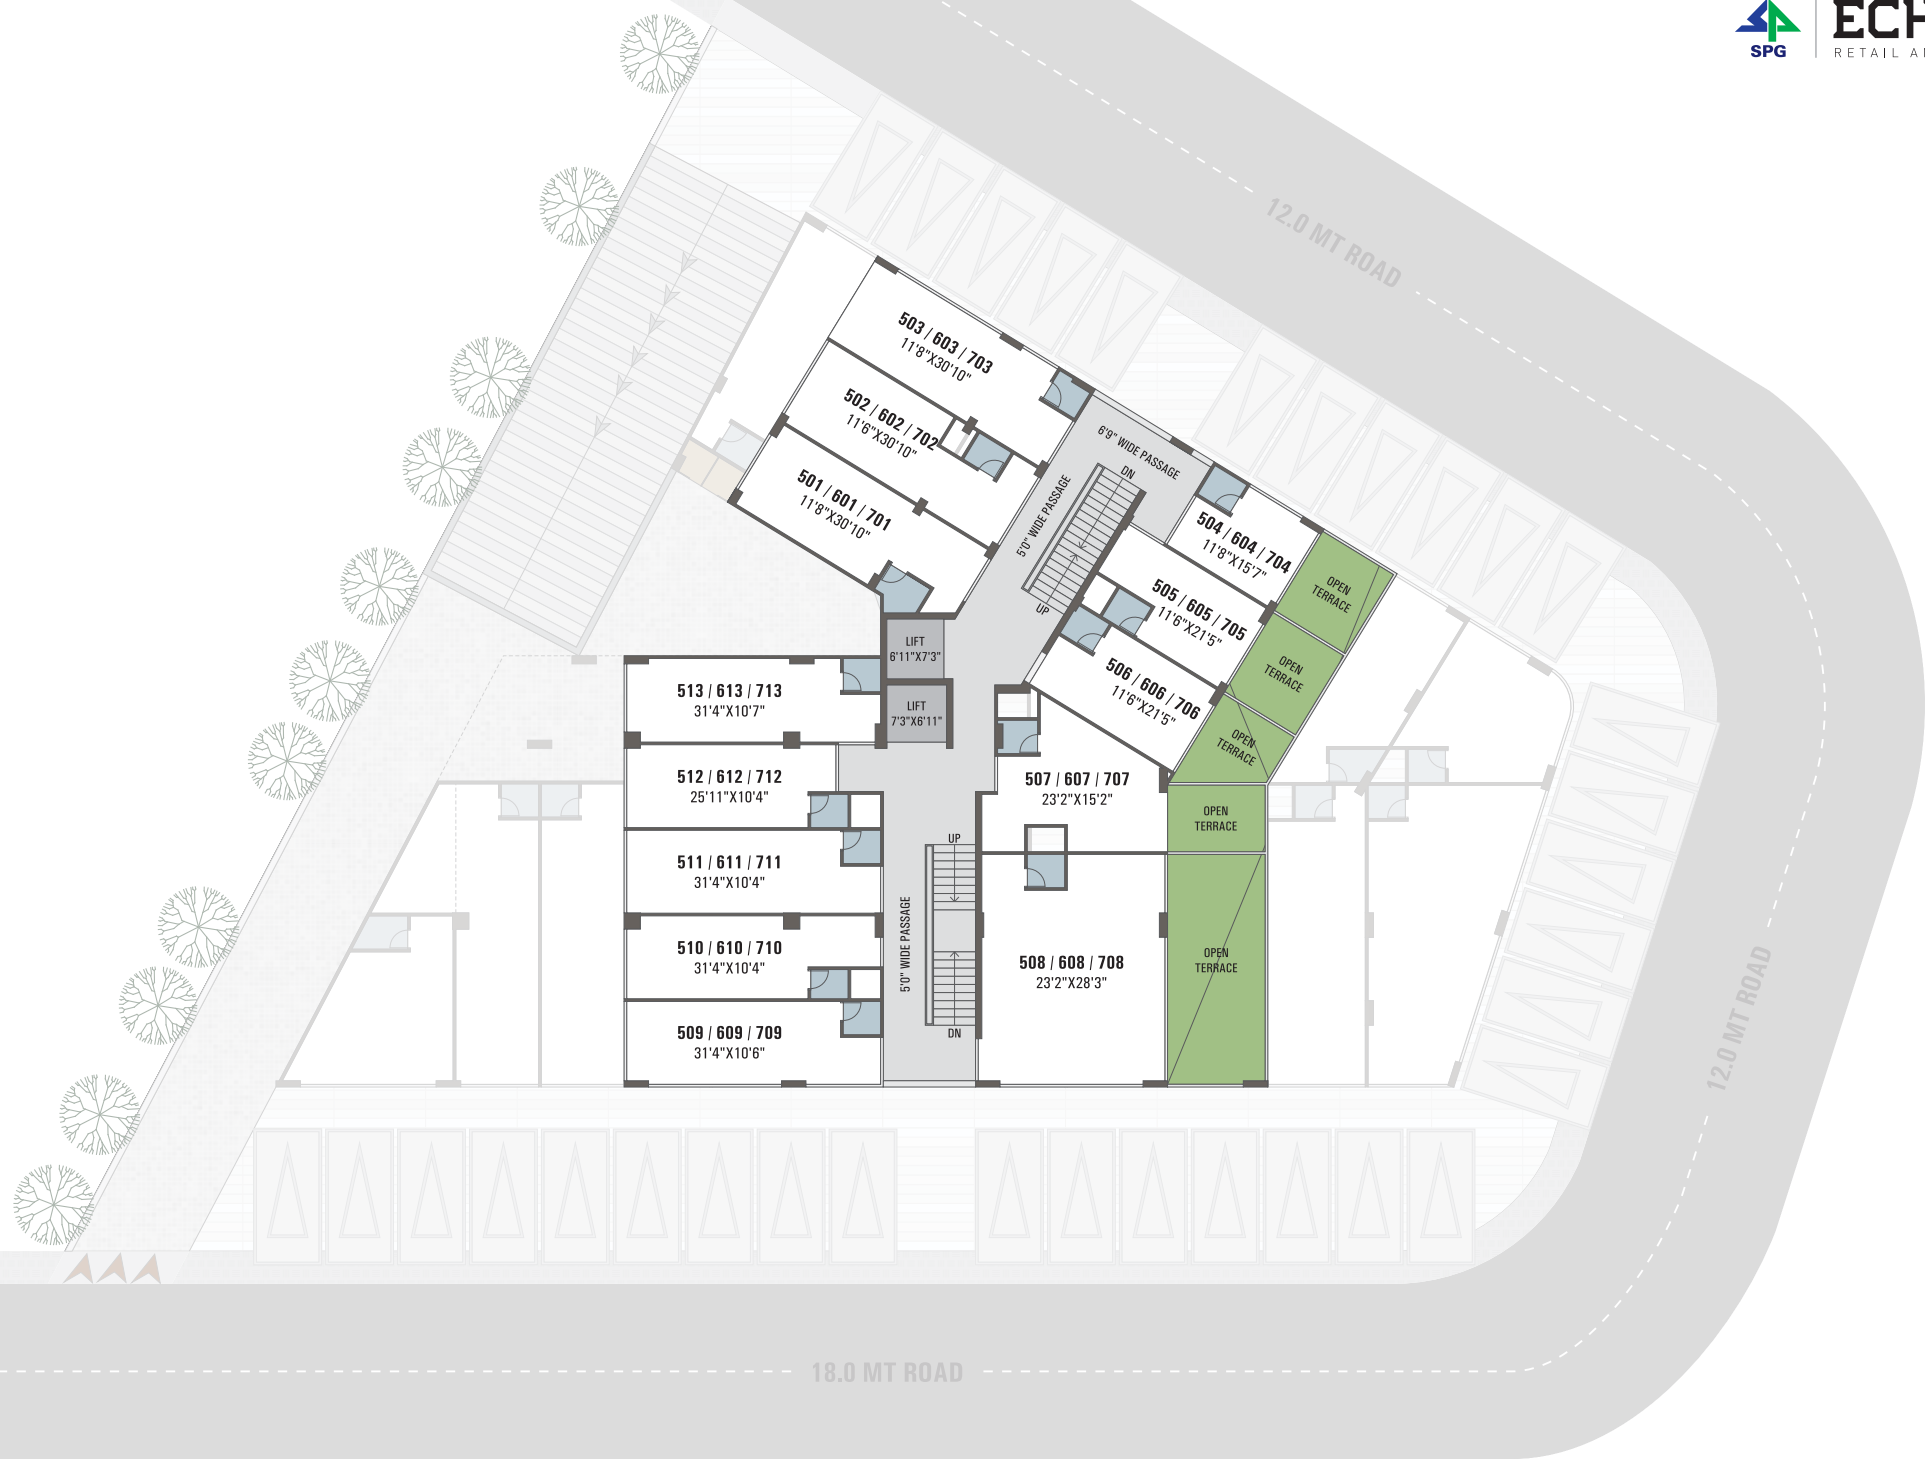 SPG
RETAIL
12.0 MT ROAD
503 / 603 / 703
11'8"X30'10"
502 / 602 / 702
11'6"X30'10"
501 / 601 / 701
11'8"X30'10"
6'9" WIDE PASSAGE
5'0" WIDE PASSAGE
DN
UP
504 / 604 / 704
11'8"X15'7"
505 / 605 / 705
11'6"X21'5"
506 / 606 / 706
11'6"X21'5"
OPEN
TERRACE
OPEN
TERRACE
OPEN
TERRACE
LIFT
6'11"X7'3"
LIFT
7'3"X6'11"
513 / 613 / 713
31'4"X10'7"
512 / 612 / 712
25'11"X10'4"
507 / 607 / 707
23'2"X15'2"
OPEN
TERRACE
511 / 611 / 711
31'4"X10'4"
UP
510 / 610 / 710
31'4"X10'4"
5'0" WIDE PASSAGE
508 / 608 / 708
23'2"X28'3"
OPEN
TERRACE
509 / 609 / 709
31'4"X10'6"
DN
12.0 MT ROAD
18.0 MT ROAD